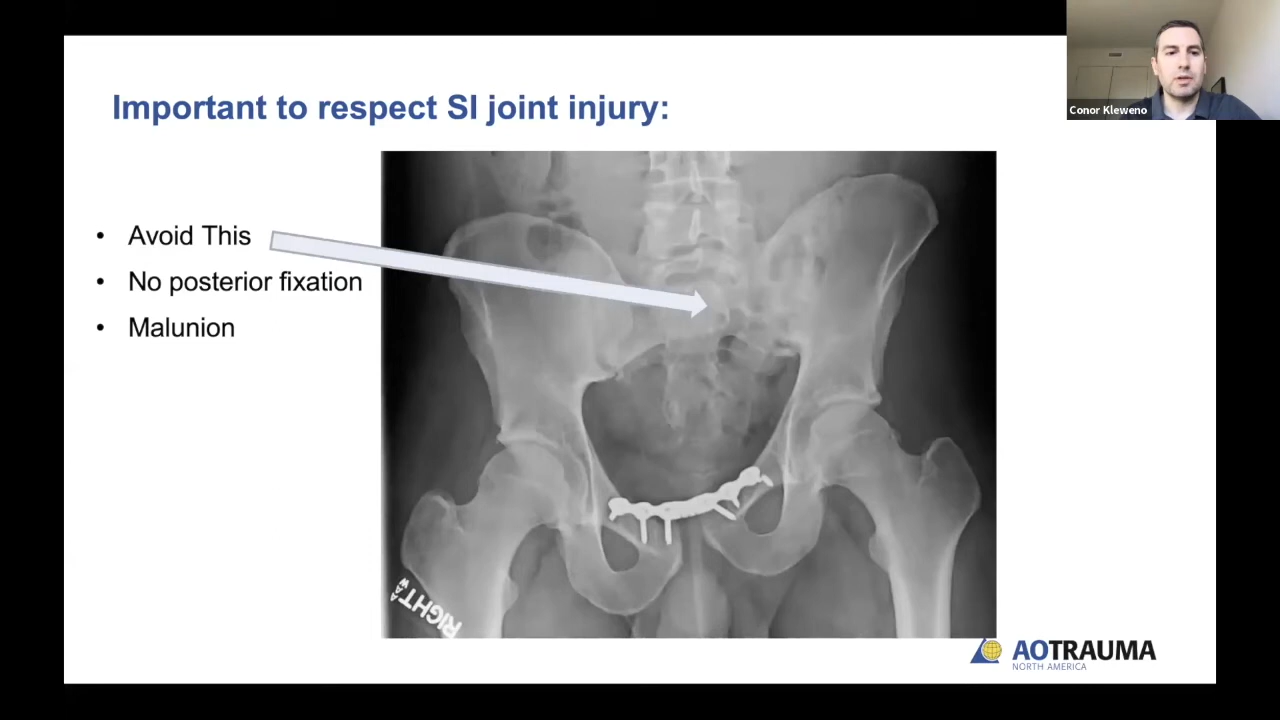 Important to respect SI joint injury:
Conor Kleweno
• Avoid This
• No posterior fixation
• Malunion
RIGHT
AOTRAUMA
NORTH AMERICA